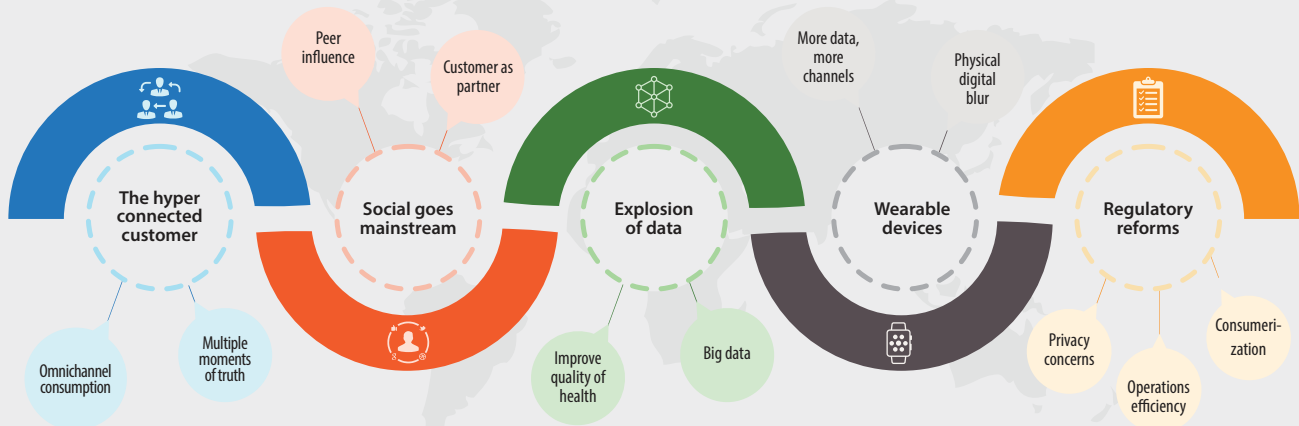 The hyper
connected
customer
Omnichannel
consumption
Multiple
moments
of truth
Peer
influence
Customer as
partner
Social goes
mainstream
Explosion
of data
Improve
quality of
health
Big data
More data,
more
channels
Physical
digital
blur
Wearable
devices
Regulatory
reforms
Privacy
concerns
Operations
efficiency
Consumeri-
zation